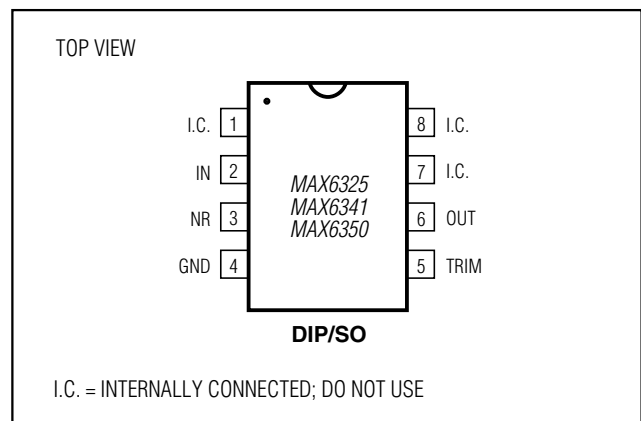 TOP VIEW
I.C. 1
8 I.C.
IN 2
7 I.C.
NR 3
6 OUT
GND 4
5 TRIM
MAX6325
MAX6341
MAX6350
DIP/SO
I.C. = INTERNALLY CONNECTED; DO NOT USE